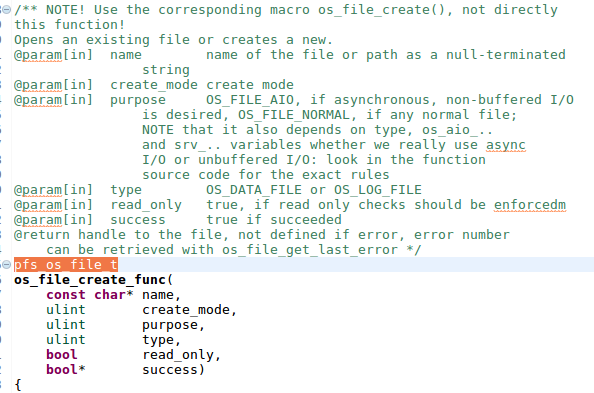 /** NOTE! Use the corresponding macro os_file_create(), not directly
this function!
Opens an existing file or creates a new.
@param[in]  name        name of the file or path as a null-terminated
                string
@param[in]  create_mode create mode
@param[in]  purpose     OS_FILE_AIO, if asynchronous, non-buffered I/O
                is desired, OS_FILE_NORMAL, if any normal file;
                NOTE that it also depends on type, os_aio_..
                and srv_.. variables whether we really use async
                I/O or unbuffered I/O: look in the function
                source code for the exact rules
@param[in]  type        OS_DATA_FILE or OS_LOG_FILE
@param[in]  read_only   true, if read only checks should be enforcedm
@param[in]  success     true if succeeded
@return handle to the file, not defined if error, error number
    can be retrieved with os_file_get_last_error */
pfs_os_file_t
os_file_create_func(
    const char* name,
    ulint       create_mode,
    ulint       purpose,
    ulint       type,
    bool        read_only,
    bool*       success)
{